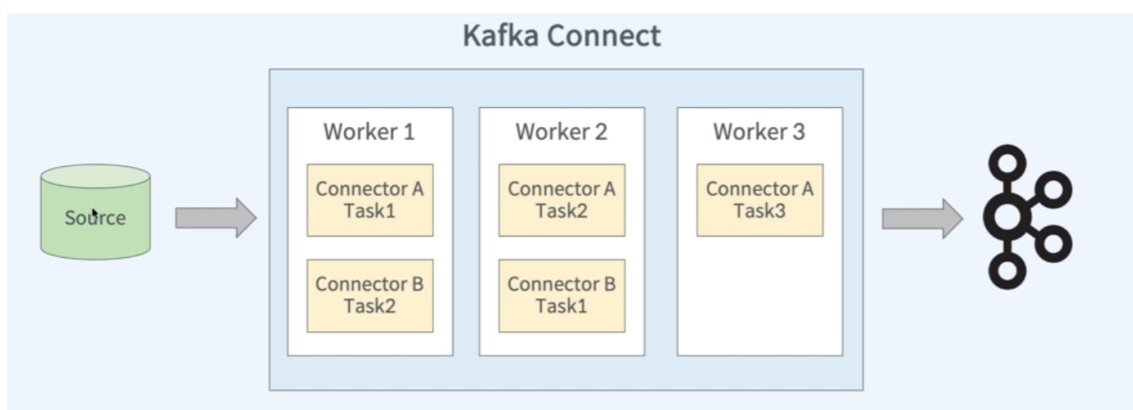 Kafka Connect
Source
Worker 1
Connector A
Task1
Connector B
Task2
Worker 2
Connector A
Task2
Connector B
Task1
Worker 3
Connector A
Task3